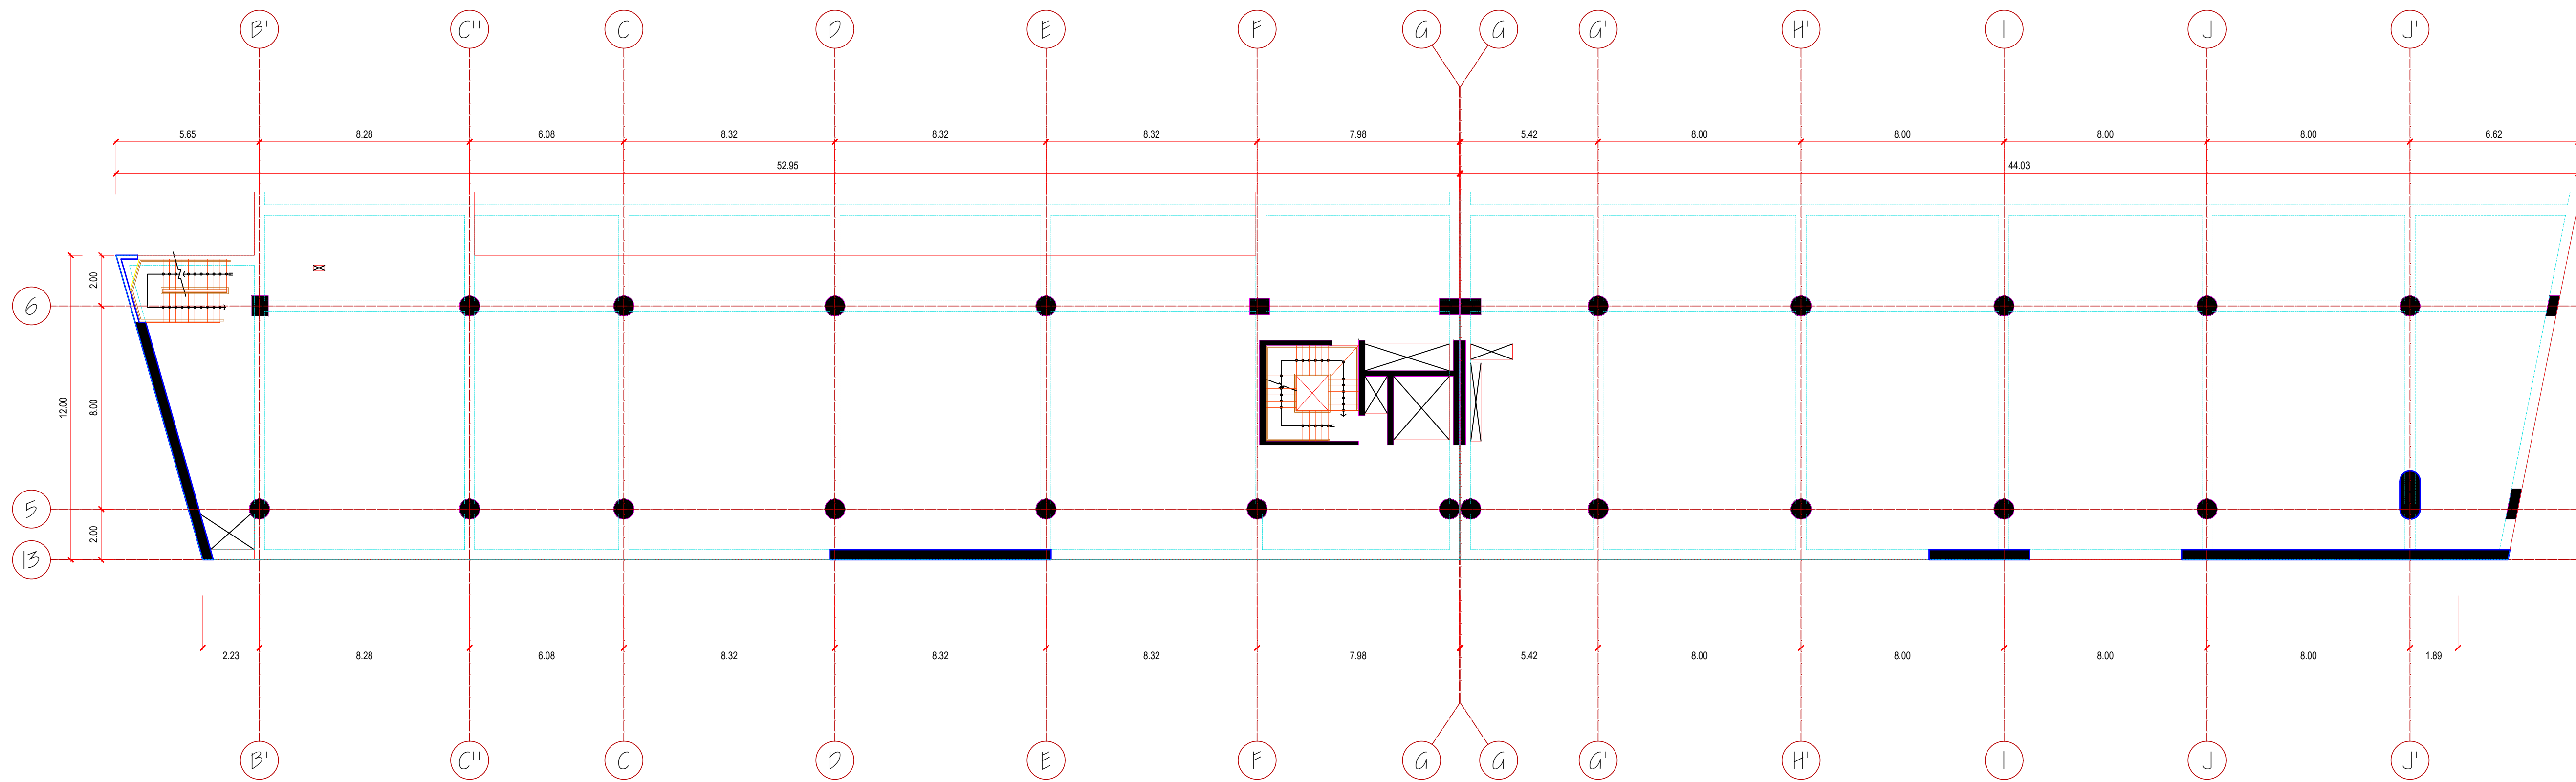 B' C'' C D E F G G G' H' I J J'
5.65 8.28 6.08 8.32 8.32 8.32 7.98 5.42 8.00 8.00 8.00 8.00 6.62
52.95 44.03
2.00
6
12.00 8.00
5
2.00
13
2.23 8.28 6.08 8.32 8.32 8.32 7.98 5.42 8.00 8.00 8.00 8.00 1.89
B' C'' C D E F G G G' H' I J J'